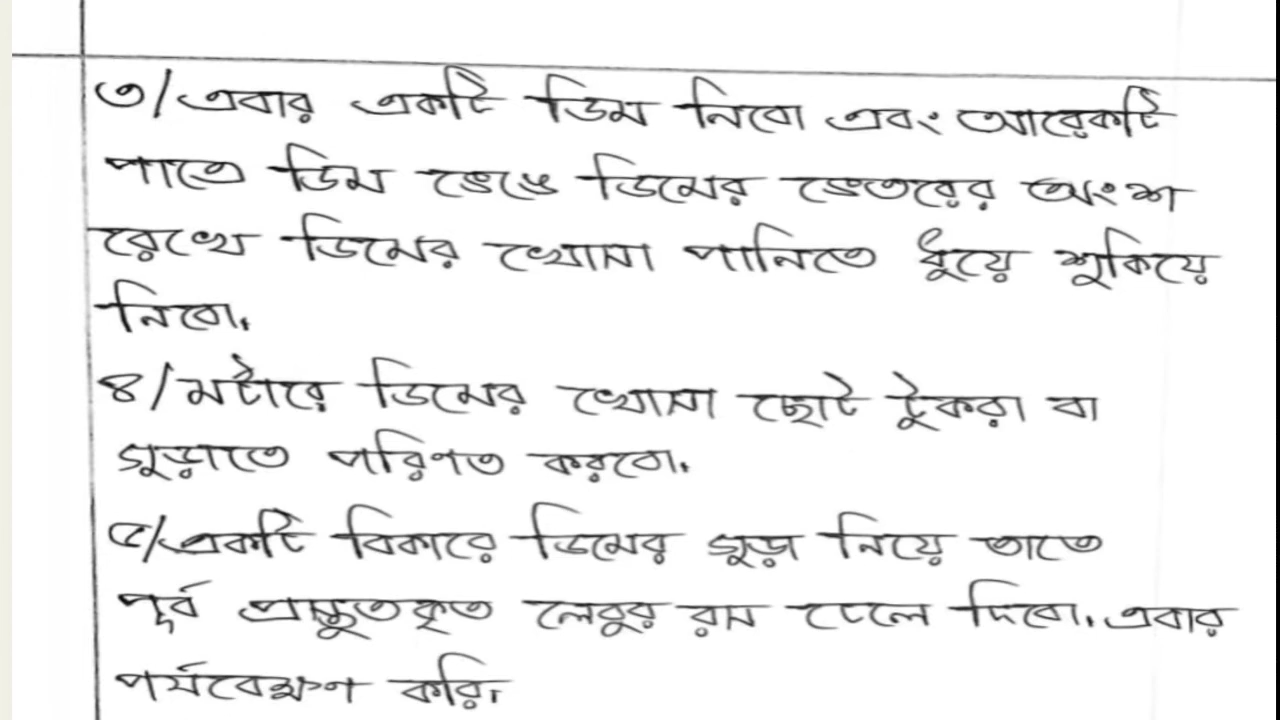 ৩/ এবার একটি ডিম নিবো এবং আরেকটি
পাত্রে ডিম ভেঙে ডিমের ভেতরের অংশ
রেখে ডিমের খোসা পানিতে ধুয়ে শুকিয়ে
নিবো।
৪/ মর্টারে ডিমের খোসা ছোট টুকরা বা
গুড়াতে পরিণত করবো।
৫/ একটি বিকারে ডিমের গুড়া নিয়ে তাতে
পূর্ব প্রস্তুতকৃত লেবুর রস ঢেলে দিবো। এবার
পর্যবেক্ষণ করি।